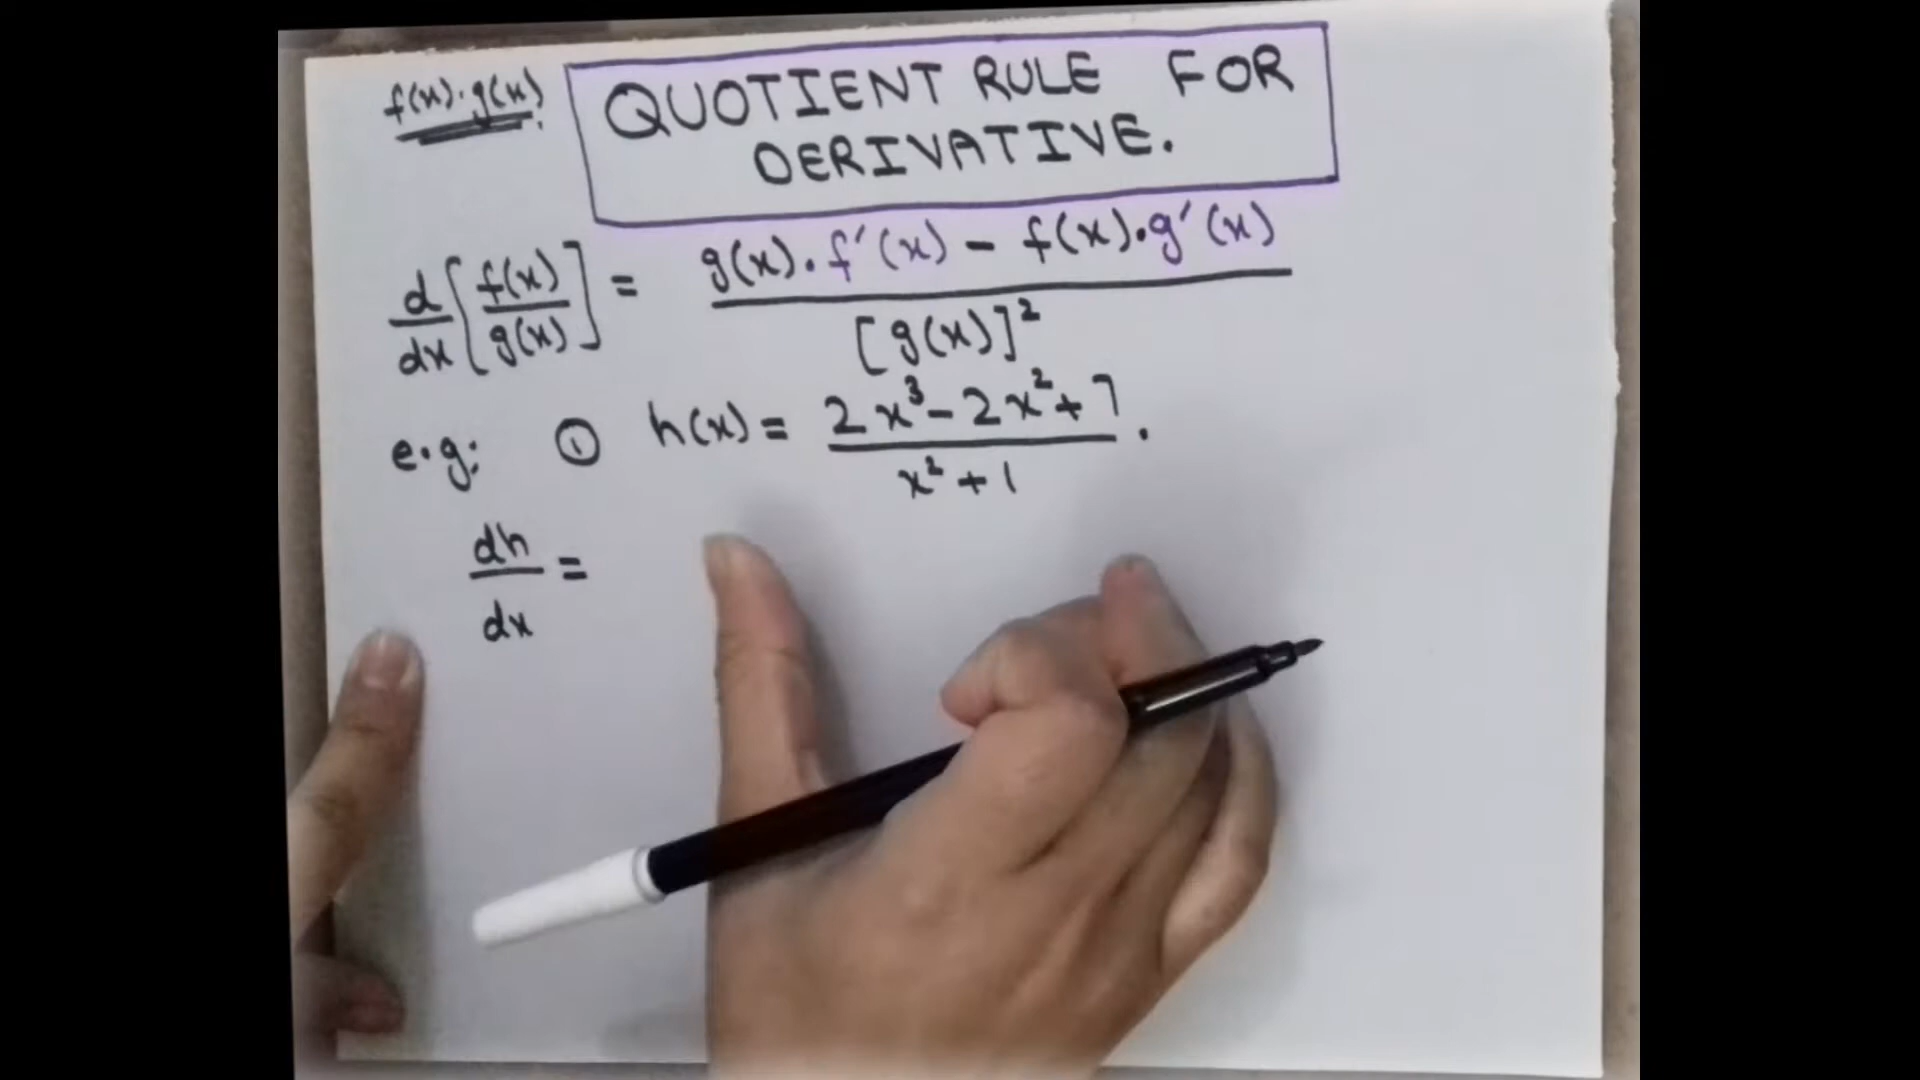 f(x)·g(x).
QUOTIENT RULE FOR
DERIVATIVE.
d/dx [f(x)/g(x)] = g(x)·f'(x) - f(x)·g'(x) / [g(x)]²
e.g: ① h(x) = 2x³-2x²+7 / x²+1 .
dh/dx =